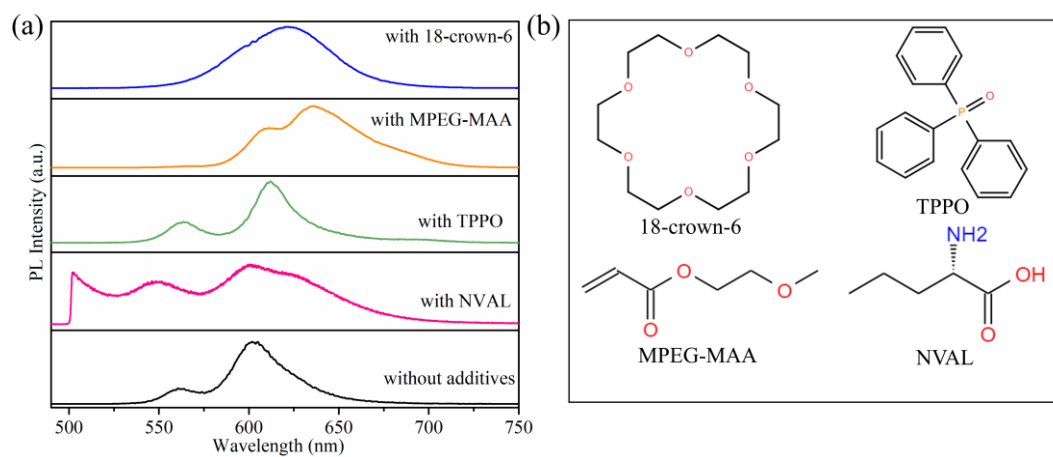 (a)
with 18-crown-6
with MPEG-MAA
with TPPO
with NVAL
without additives
PL Intensity (a.u.)
500 550 600 650 700 750
Wavelength (nm)
(b)
O
O O
O O
O
18-crown-6
P O
TPPO
O
O
O
MPEG-MAA
NH2
OH
O
NVAL